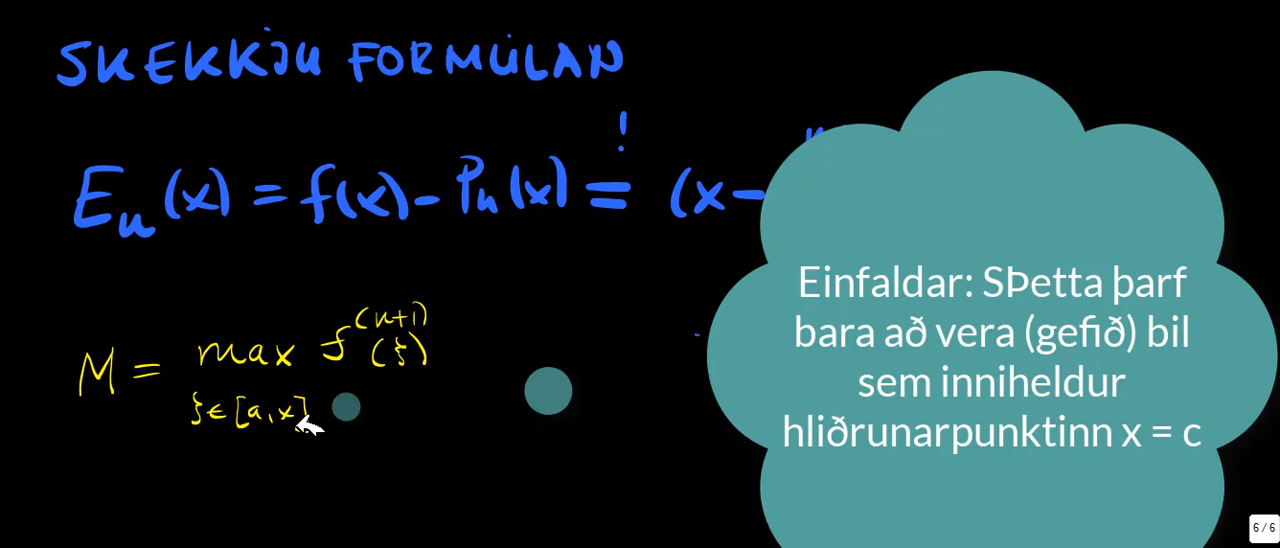 SKEKKJU FORMÚLAN
!
Eₙ(x) = f(x) - Pₙ(x) = (x-
M = max f⁽ⁿ⁺¹⁾(ξ)
ξ∈[a,x]
Einfaldar: SÞetta þarf
bara að vera (gefið) bil
sem inniheldur
hliðrunarpunktinn x = c
6/6